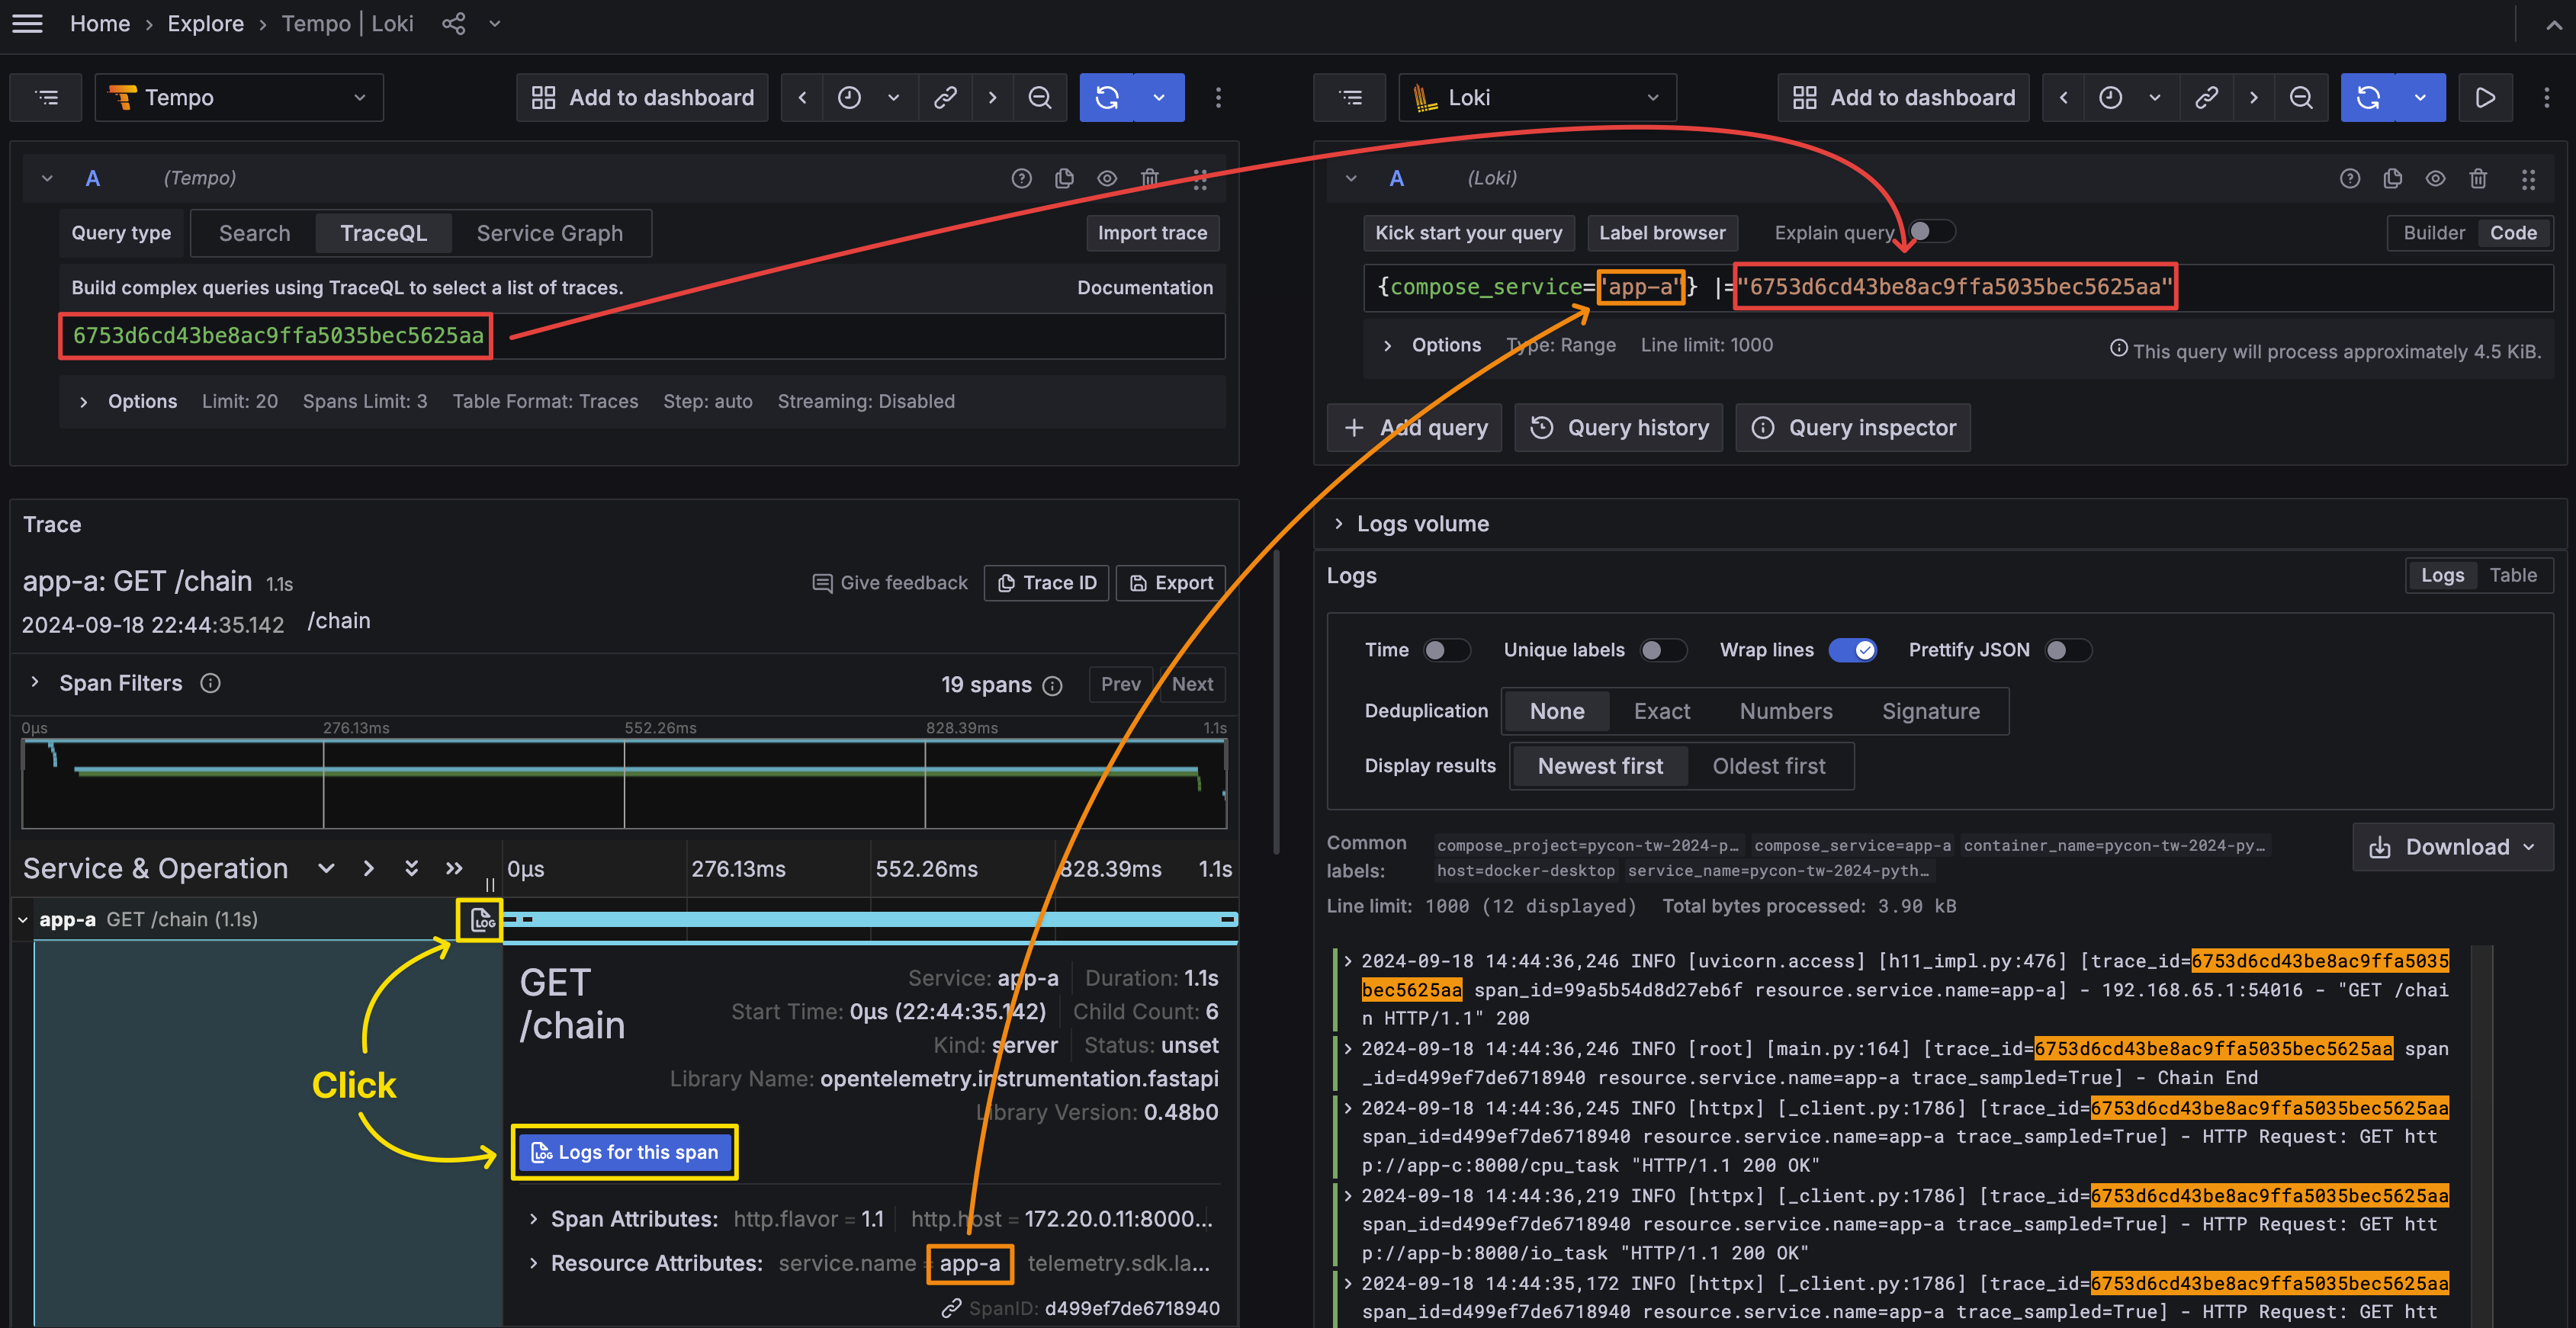 Home › Explore › Tempo | Loki
Tempo
Add to dashboard
A (Tempo)
Query type Search TraceQL Service Graph Import trace
Build complex queries using TraceQL to select a list of traces. Documentation
6753d6cd43be8ac9ffa5035bec5625aa
Options Limit: 20 Spans Limit: 3 Table Format: Traces Step: auto Streaming: Disabled
Trace
app-a: GET /chain 1.1s
Give feedback Trace ID Export
2024-09-18 22:44:35.142 /chain
Span Filters 19 spans Prev Next
0μs 276.13ms 552.26ms 828.39ms 1.1s
Service & Operation 0μs 276.13ms 552.26ms 828.39ms 1.1s
app-a GET /chain (1.1s) LOG
GET
/chain
Service: app-a Duration: 1.1s
Start Time: 0μs (22:44:35.142) Child Count: 6
Kind: server Status: unset
Library Name: opentelemetry.instrumentation.fastapi
Library Version: 0.48b0
Click
LOG Logs for this span
Span Attributes: http.flavor = 1.1 http.host = 172.20.0.11:8000...
Resource Attributes: service.name = app-a telemetry.sdk.la...
SpanID: d499ef7de6718940
Loki
Add to dashboard
A (Loki)
Kick start your query Label browser Explain query Builder Code
{compose_service="app-a"} |="6753d6cd43be8ac9ffa5035bec5625aa"
Options Type: Range Line limit: 1000 This query will process approximately 4.5 KiB.
+ Add query Query history Query inspector
Logs volume
Logs Logs Table
Time Unique labels Wrap lines Prettify JSON
Deduplication None Exact Numbers Signature
Display results Newest first Oldest first
Common compose_project=pycon-tw-2024-p… compose_service=app-a container_name=pycon-tw-2024-py…
labels: host=docker-desktop service_name=pycon-tw-2024-pyth…
Download
Line limit: 1000 (12 displayed) Total bytes processed: 3.90 kB
2024-09-18 14:44:36,246 INFO [uvicorn.access] [h11_impl.py:476] [trace_id=6753d6cd43be8ac9ffa5035
bec5625aa span_id=99a5b54d8d27eb6f resource.service.name=app-a] - 192.168.65.1:54016 - "GET /chai
n HTTP/1.1" 200
2024-09-18 14:44:36,246 INFO [root] [main.py:164] [trace_id=6753d6cd43be8ac9ffa5035bec5625aa span
_id=d499ef7de6718940 resource.service.name=app-a trace_sampled=True] - Chain End
2024-09-18 14:44:36,245 INFO [httpx] [_client.py:1786] [trace_id=6753d6cd43be8ac9ffa5035bec5625aa
span_id=d499ef7de6718940 resource.service.name=app-a trace_sampled=True] - HTTP Request: GET htt
p://app-c:8000/cpu_task "HTTP/1.1 200 OK"
2024-09-18 14:44:36,219 INFO [httpx] [_client.py:1786] [trace_id=6753d6cd43be8ac9ffa5035bec5625aa
span_id=d499ef7de6718940 resource.service.name=app-a trace_sampled=True] - HTTP Request: GET htt
p://app-b:8000/io_task "HTTP/1.1 200 OK"
2024-09-18 14:44:35,172 INFO [httpx] [_client.py:1786] [trace_id=6753d6cd43be8ac9ffa5035bec5625aa
span_id=d499ef7de6718940 resource.service.name=app-a trace_sampled=True] - HTTP Request: GET htt